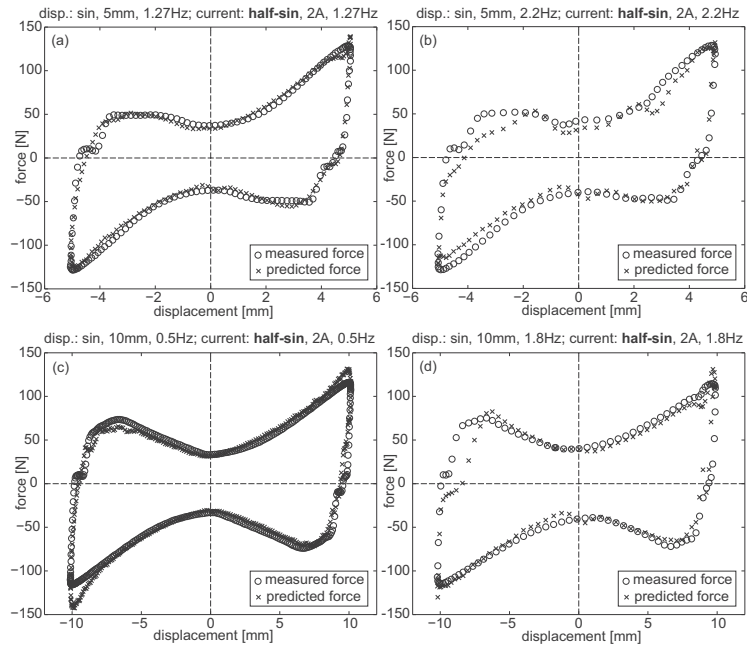 disp.: sin, 5mm, 1.27Hz; current: half-sin, 2A, 1.27Hz
(a)
150
100
50
0
−50
−100
−150
force [N]
−6 −4 −2 0 2 4 6
displacement [mm]
measured force
predicted force
disp.: sin, 5mm, 2.2Hz; current: half-sin, 2A, 2.2Hz
(b)
150
100
50
0
−50
−100
−150
force [N]
−6 −4 −2 0 2 4 6
displacement [mm]
measured force
predicted force
disp.: sin, 10mm, 0.5Hz; current: half-sin, 2A, 0.5Hz
(c)
150
100
50
0
−50
−100
−150
force [N]
−10 −5 0 5 10
displacement [mm]
measured force
predicted force
disp.: sin, 10mm, 1.8Hz; current: half-sin, 2A, 1.8Hz
(d)
150
100
50
0
−50
−100
−150
force [N]
−10 −5 0 5 10
displacement [mm]
measured force
predicted force